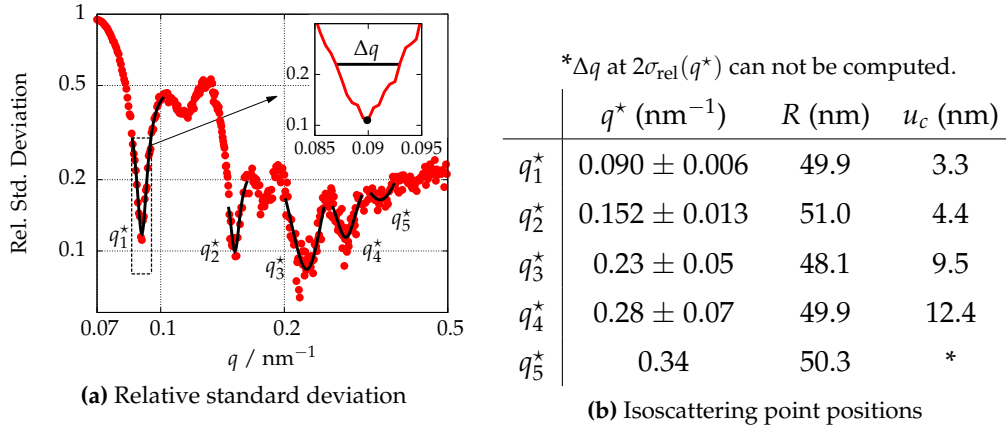 1
0.5
0.2
0.1
Rel. Std. Deviation
0.07
0.1
0.2
0.5
q / nm⁻¹
q₁*
q₂*
q₃*
q₄*
q₅*
Δq
0.2
0.1
0.085
0.09
0.095
(a) Relative standard deviation
*Δq at 2σ_rel(q*) can not be computed.
q* (nm⁻¹) R (nm) u_c (nm)
q₁* 0.090 ± 0.006 49.9 3.3
q₂* 0.152 ± 0.013 51.0 4.4
q₃* 0.23 ± 0.05 48.1 9.5
q₄* 0.28 ± 0.07 49.9 12.4
q₅* 0.34 50.3 *
(b) Isoscattering point positions